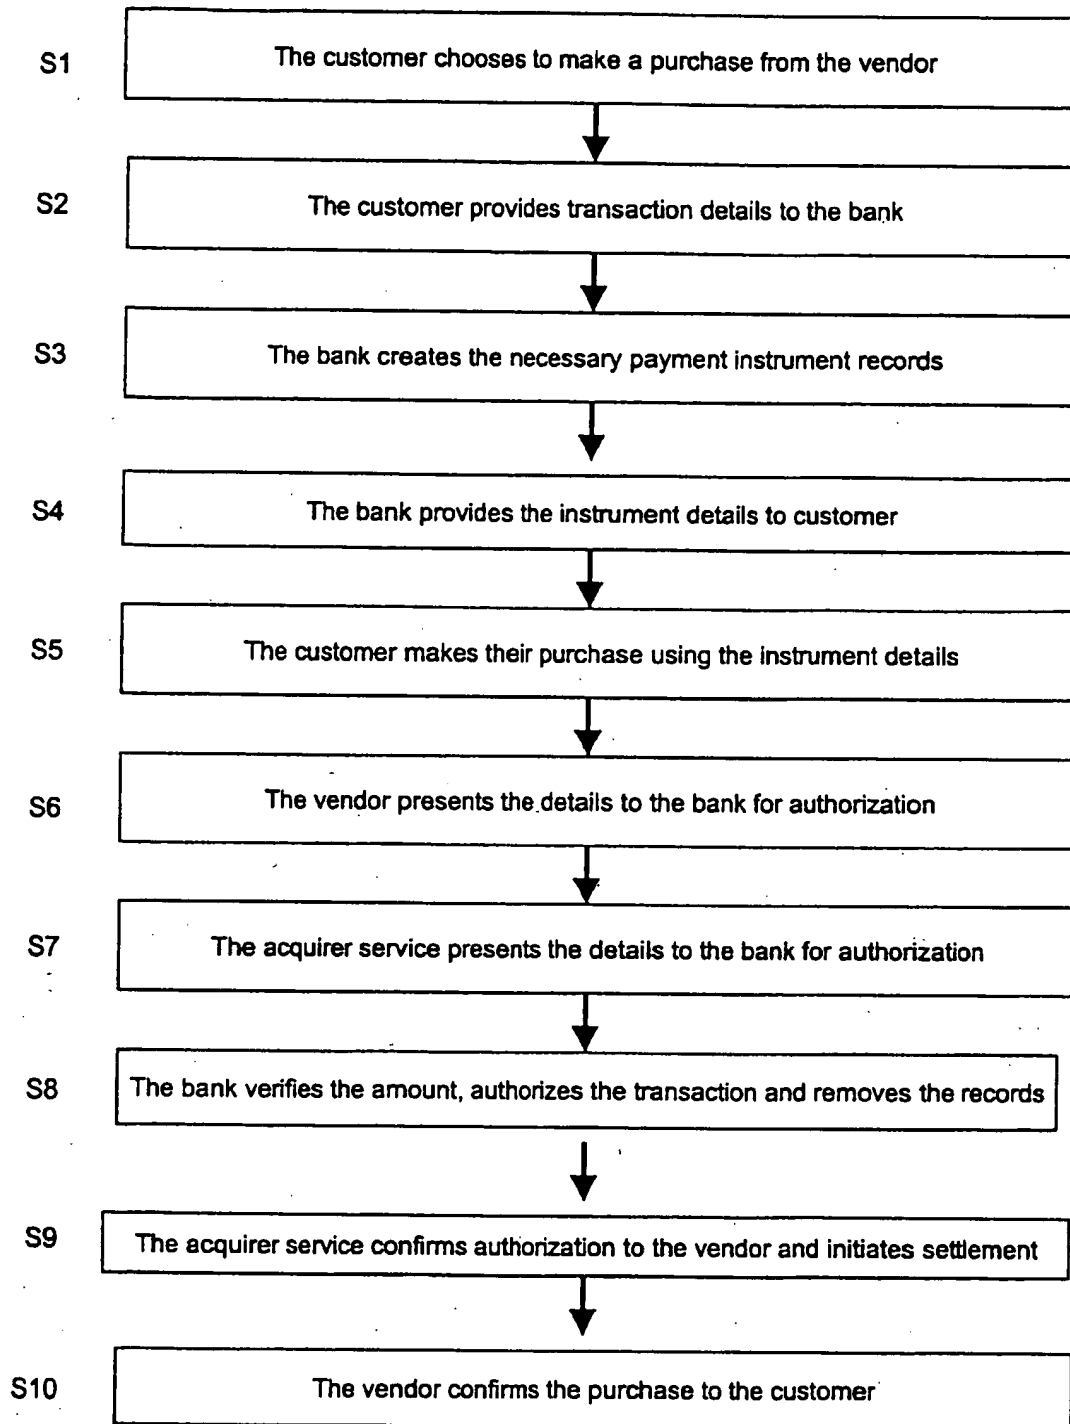 S1 The customer chooses to make a purchase from the vendor
S2 The customer provides transaction details to the bank
S3 The bank creates the necessary payment instrument records
S4 The bank provides the instrument details to customer
S5 The customer makes their purchase using the instrument details
S6 The vendor presents the details to the bank for authorization
S7 The acquirer service presents the details to the bank for authorization
S8 The bank verifies the amount, authorizes the transaction and removes the records
S9 The acquirer service confirms authorization to the vendor and initiates settlement
S10 The vendor confirms the purchase to the customer